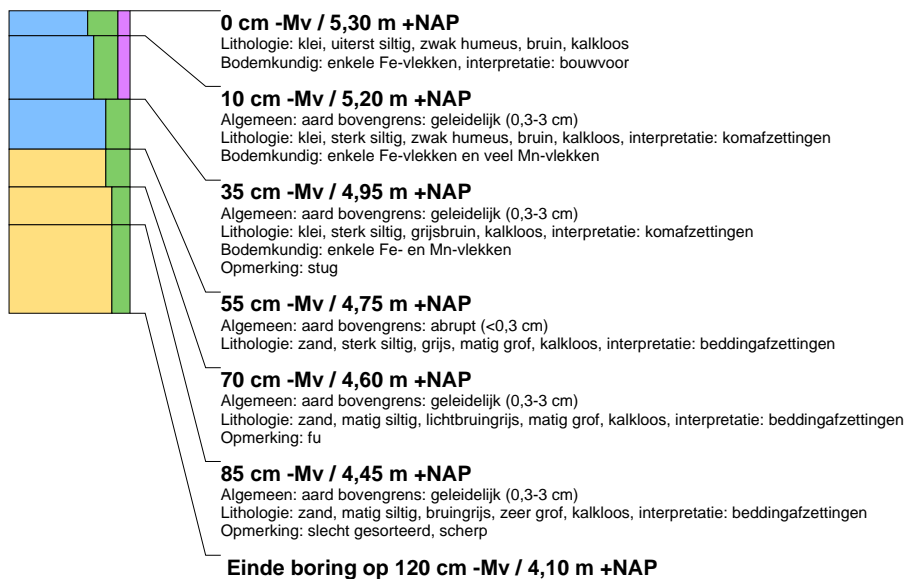 0 cm -Mv / 5,30 m +NAP
Lithologie: klei, uiterst siltig, zwak humeus, bruin, kalkloos
Bodemkundig: enkele Fe-vlekken, interpretatie: bouwvoor
10 cm -Mv / 5,20 m +NAP
Algemeen: aard bovengrens: geleidelijk (0,3-3 cm)
Lithologie: klei, sterk siltig, zwak humeus, bruin, kalkloos, interpretatie: komafzettingen
Bodemkundig: enkele Fe-vlekken en veel Mn-vlekken
35 cm -Mv / 4,95 m +NAP
Algemeen: aard bovengrens: geleidelijk (0,3-3 cm)
Lithologie: klei, sterk siltig, grijsbruin, kalkloos, interpretatie: komafzettingen
Bodemkundig: enkele Fe- en Mn-vlekken
Opmerking: stug
55 cm -Mv / 4,75 m +NAP
Algemeen: aard bovengrens: abrupt (<0,3 cm)
Lithologie: zand, sterk siltig, grijs, matig grof, kalkloos, interpretatie: beddingafzettingen
70 cm -Mv / 4,60 m +NAP
Algemeen: aard bovengrens: geleidelijk (0,3-3 cm)
Lithologie: zand, matig siltig, lichtbruingrijs, matig grof, kalkloos, interpretatie: beddingafzettingen
Opmerking: fu
85 cm -Mv / 4,45 m +NAP
Algemeen: aard bovengrens: geleidelijk (0,3-3 cm)
Lithologie: zand, matig siltig, bruingrijs, zeer grof, kalkloos, interpretatie: beddingafzettingen
Opmerking: slecht gesorteerd, scherp
Einde boring op 120 cm -Mv / 4,10 m +NAP